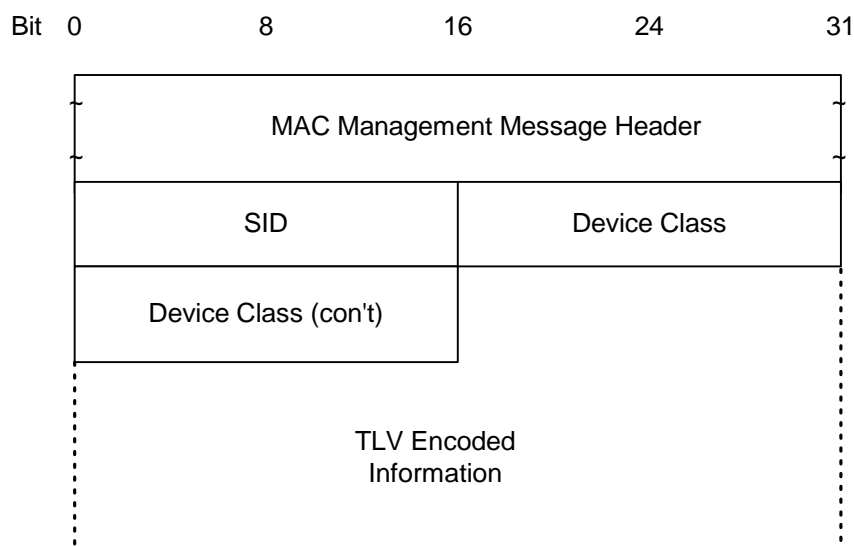 Bit 0 8 16 24 31
~ ~
MAC Management Message Header
~ ~
SID Device Class
Device Class (con't)
TLV Encoded
Information